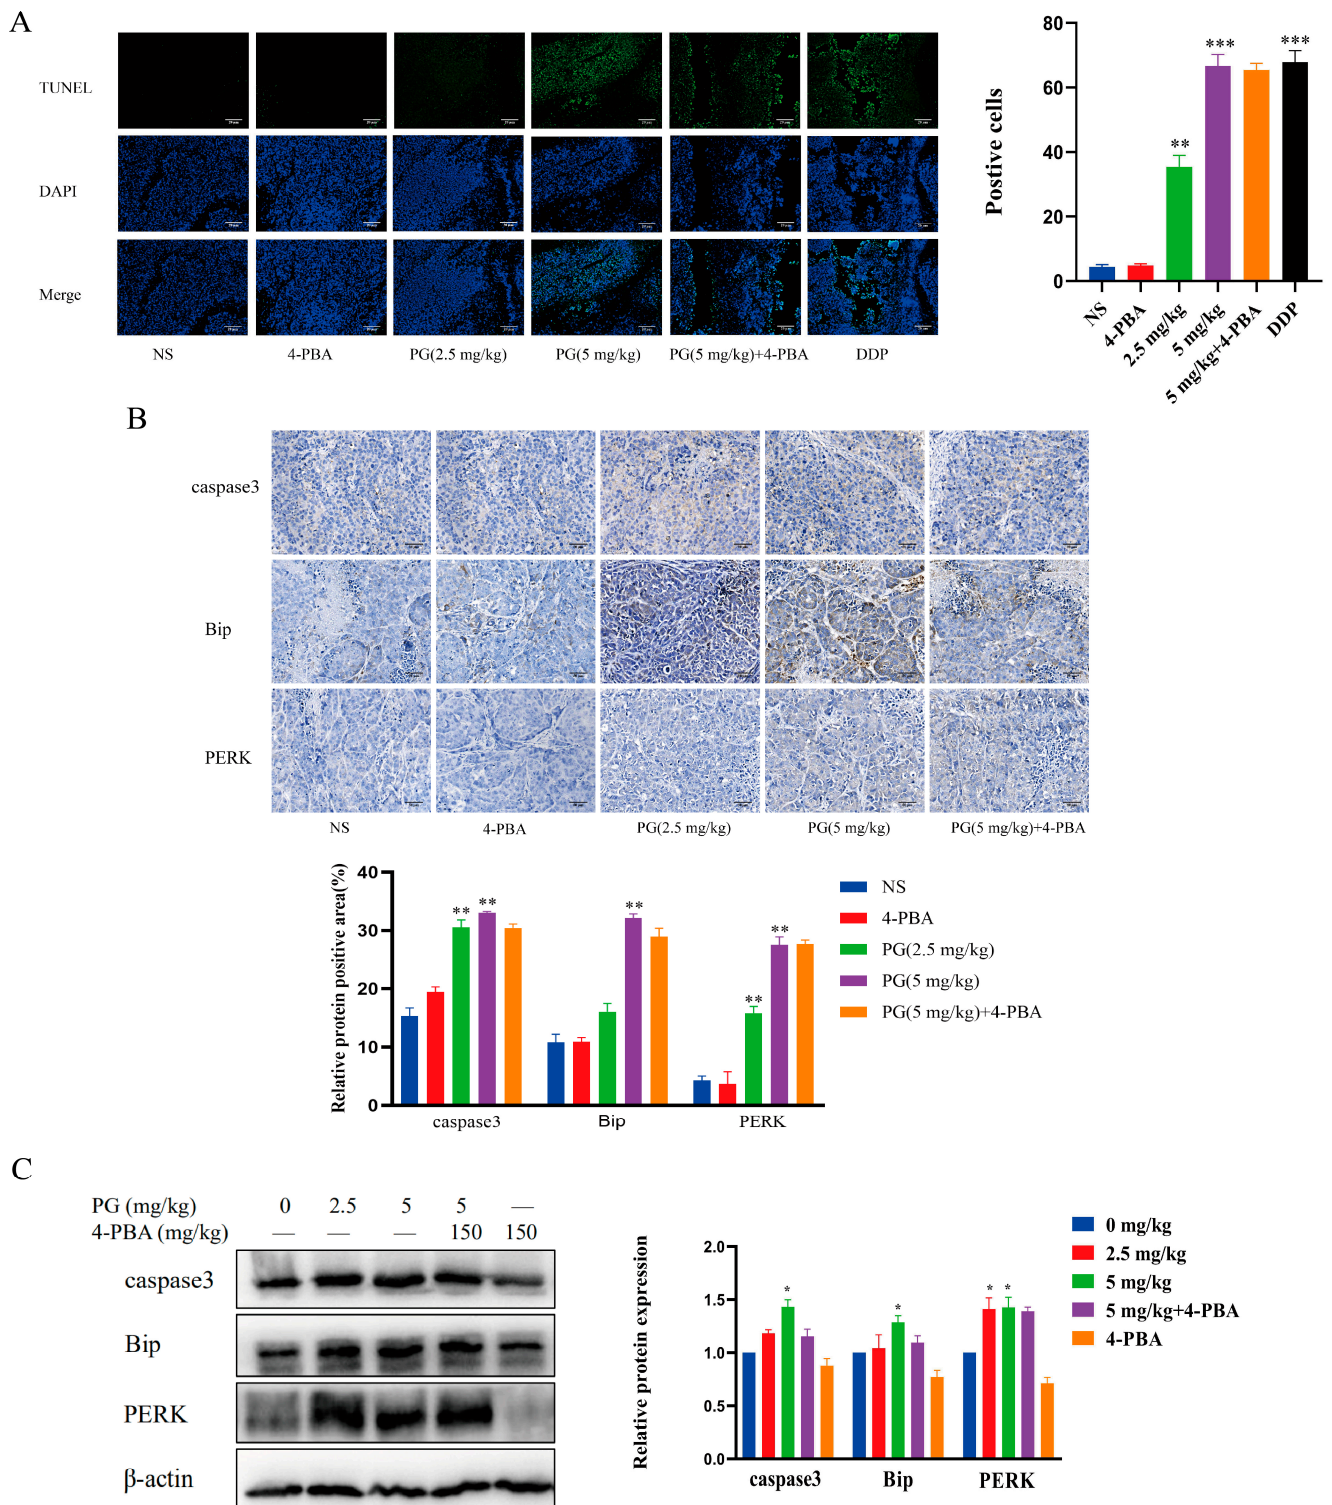 A
TUNEL
DAPI
Merge
NS
4-PBA
PG(2.5 mg/kg)
PG(5 mg/kg)
PG(5 mg/kg)+4-PBA
DDP
Postive cells
80
60
40
20
0
**
***
***
NS
4-PBA
2.5 mg/kg
5 mg/kg
5 mg/kg+4-PBA
DDP
B
caspase3
Bip
PERK
NS
4-PBA
PG(2.5 mg/kg)
PG(5 mg/kg)
PG(5 mg/kg)+4-PBA
Relative protein positive area(%)
40
30
20
10
0
** **
**
**
**
caspase3
Bip
PERK
NS
4-PBA
PG(2.5 mg/kg)
PG(5 mg/kg)
PG(5 mg/kg)+4-PBA
C
PG (mg/kg) 0 2.5 5 5 —
4-PBA (mg/kg) — — — 150 150
caspase3
Bip
PERK
β-actin
Relative protein expression
2.0
1.5
1.0
0.5
0.0
*
*
* *
caspase3
Bip
PERK
0 mg/kg
2.5 mg/kg
5 mg/kg
5 mg/kg+4-PBA
4-PBA